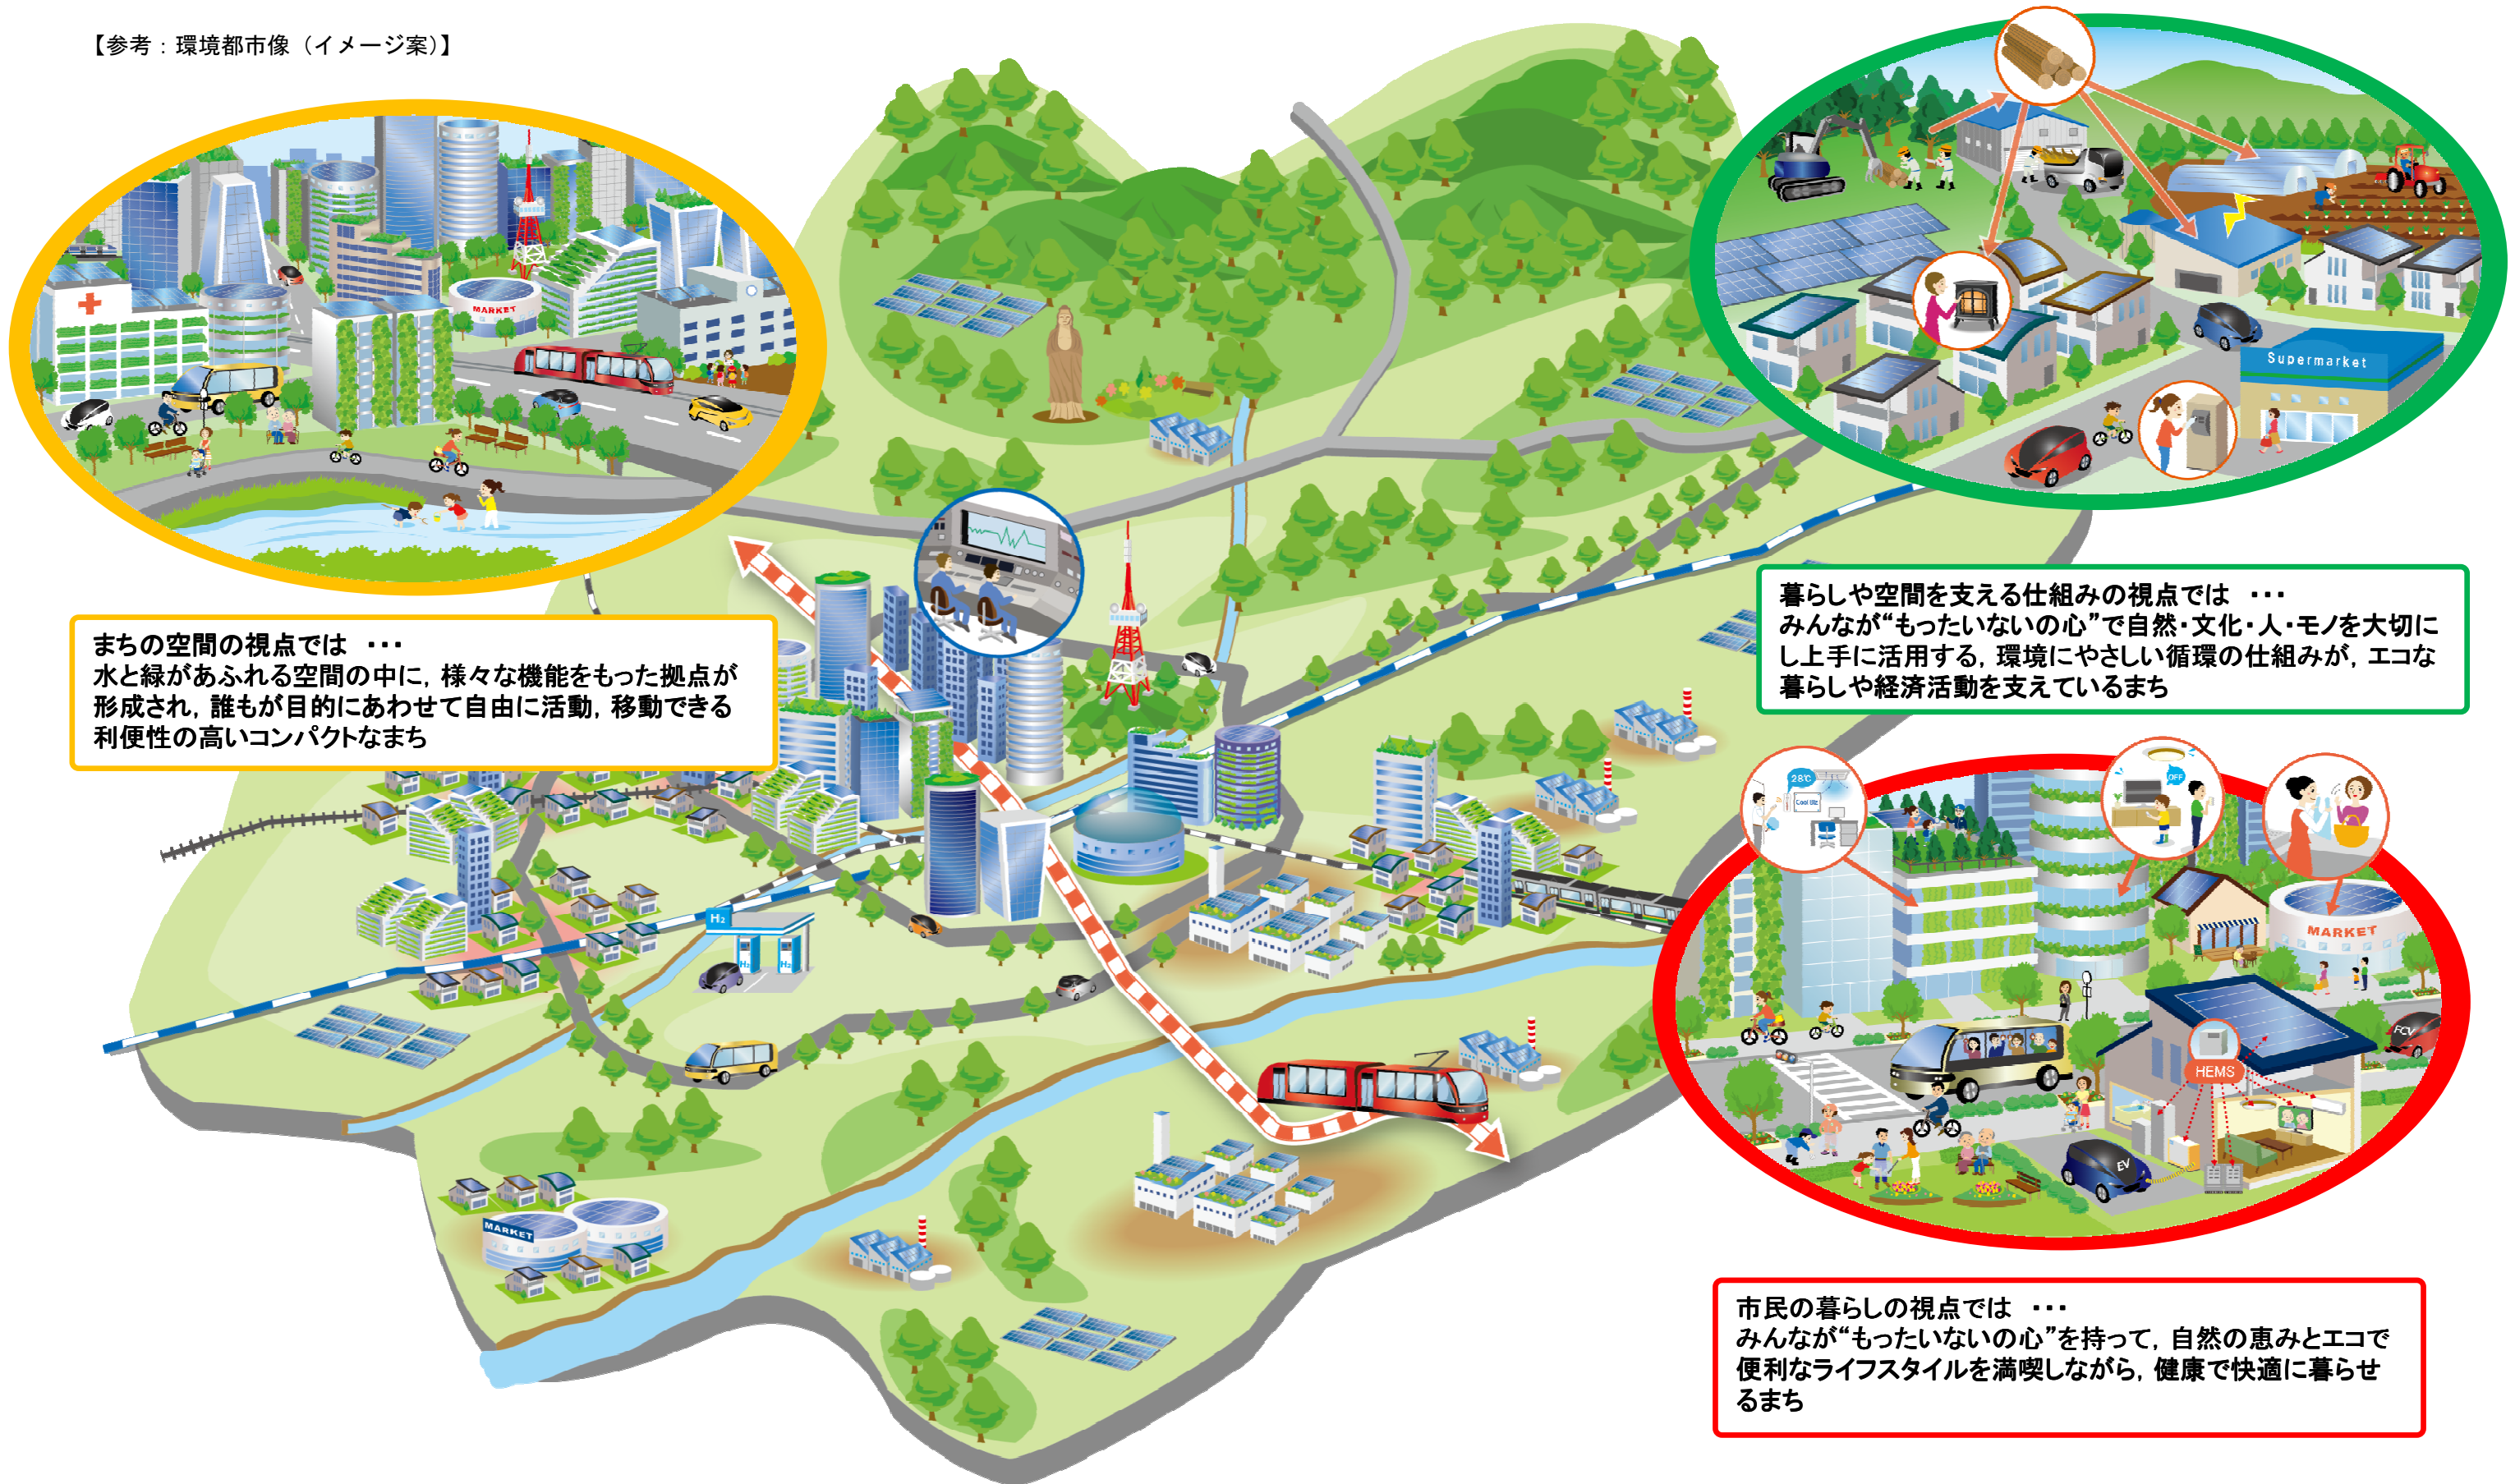 【参考：環境都市像（イメージ案）】
MARKET
Supermarket
まちの空間の視点では ・・・
水と緑があふれる空間の中に，様々な機能をもった拠点が
形成され，誰もが目的にあわせて自由に活動，移動できる
利便性の高いコンパクトなまち
暮らしや空間を支える仕組みの視点では ・・・
みんなが“もったいないの心”で自然・文化・人・モノを大切に
し上手に活用する，環境にやさしい循環の仕組みが，エコな
暮らしや経済活動を支えているまち
28℃
Cool Biz
OFF
MARKET
H2
H2
H2
FCV
HEMS
EV
MARKET
市民の暮らしの視点では ・・・
みんなが“もったいないの心”を持って，自然の恵みとエコで
便利なライフスタイルを満喫しながら，健康で快適に暮らせ
るまち